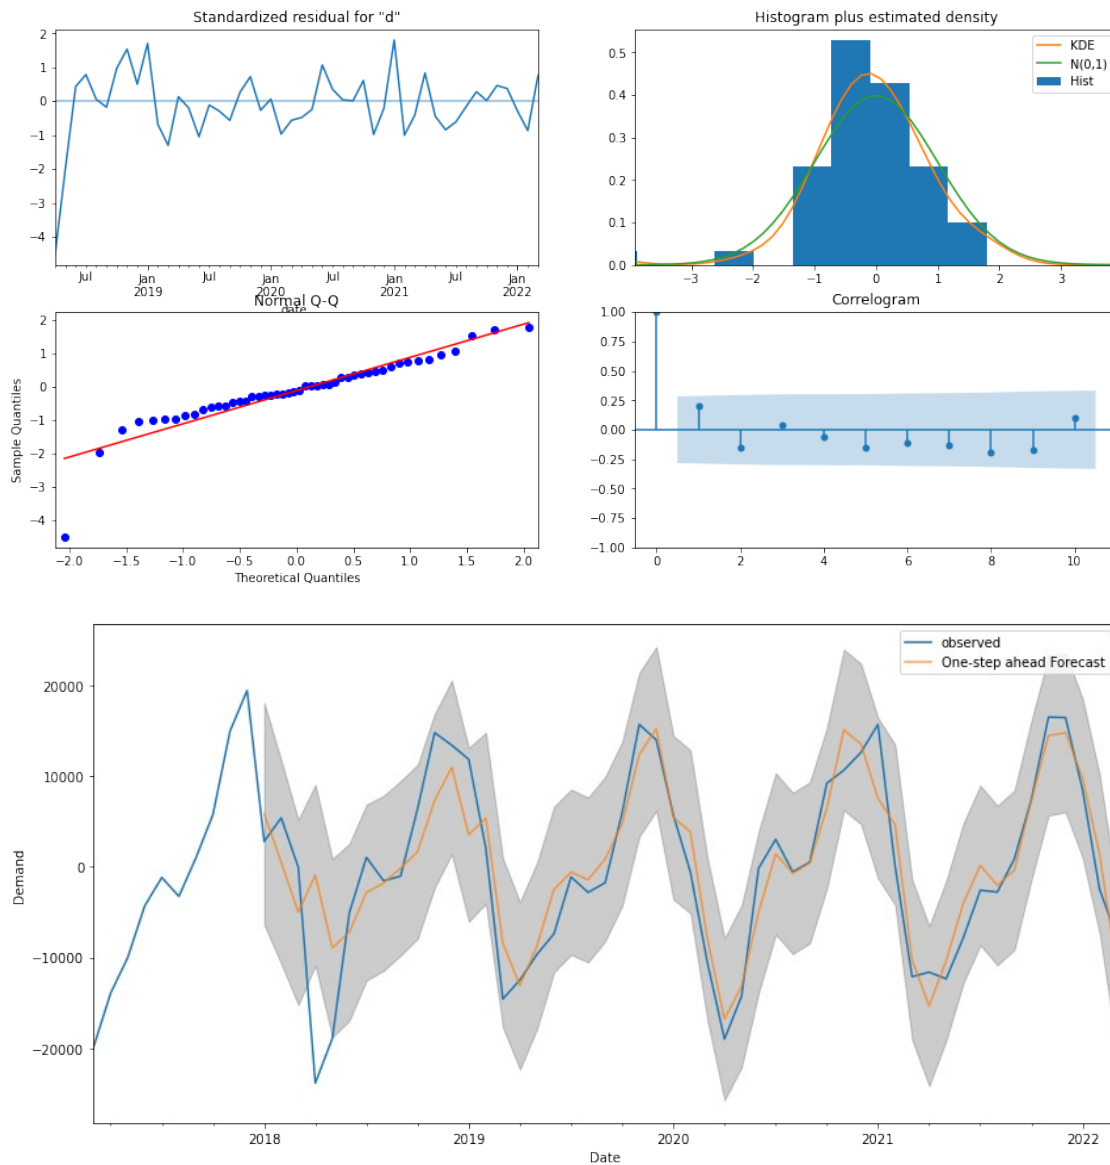 Standardized residual for "d"
2
1
0
−1
−2
−3
−4
Jul
Jan
2019
Jul
Jan
2020
Jul
Jan
2021
Jul
Jan
2022
date
Histogram plus estimated density
KDE
N(0,1)
Hist
0.5
0.4
0.3
0.2
0.1
0.0
−3
−2
−1
0
1
2
3
Normal Q-Q
2
1
0
−1
−2
−3
−4
Sample Quantiles
−2.0
−1.5
−1.0
−0.5
0.0
0.5
1.0
1.5
2.0
Theoretical Quantiles
Correlogram
1.00
0.75
0.50
0.25
0.00
−0.25
−0.50
−0.75
−1.00
0
2
4
6
8
10
observed
One-step ahead Forecast
20000
10000
0
−10000
−20000
Demand
2018
2019
2020
2021
2022
Date